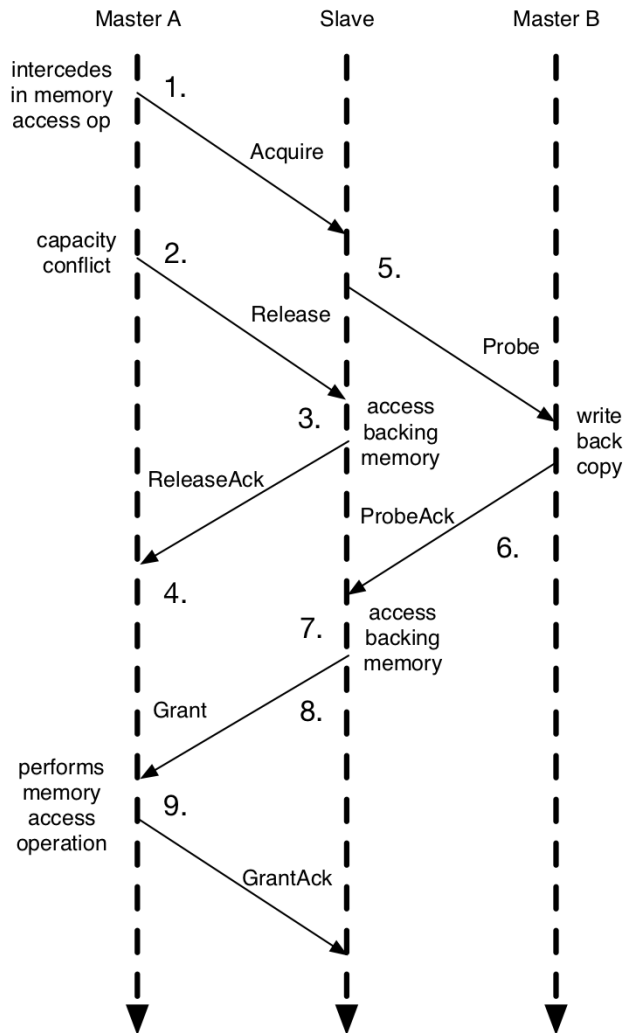 Master A
Slave
Master B
intercedes
in memory
access op
1.
Acquire
capacity
conflict
2.
5.
Release
Probe
3.
access
backing
memory
write
back
copy
ReleaseAck
ProbeAck
6.
4.
7.
access
backing
memory
Grant
8.
performs
memory
access
operation
9.
GrantAck